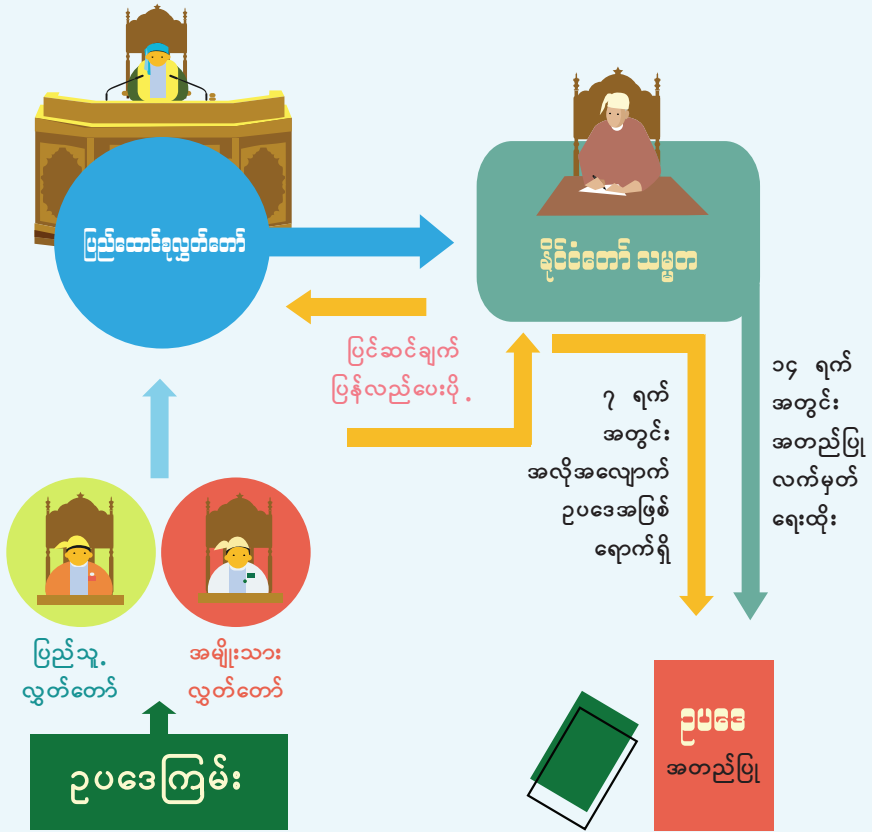 ပြည်ထောင်စုလွှတ်တော်
နိုင်ငံတော် သမ္မတ
ပြင်ဆင်ချက်
ပြန်လည်ပေးပို့
၇ ရက်
အတွင်း
အလိုအလျောက်
ဥပဒေအဖြစ်
ရောက်ရှိ
၁၄ ရက်
အတွင်း
အတည်ပြု
လက်မှတ်
ရေးထိုး
ပြည်သူ့
လွှတ်တော်
အမျိုးသား
လွှတ်တော်
ဥပဒေကြမ်း
ဥပဒေ
အတည်ပြု